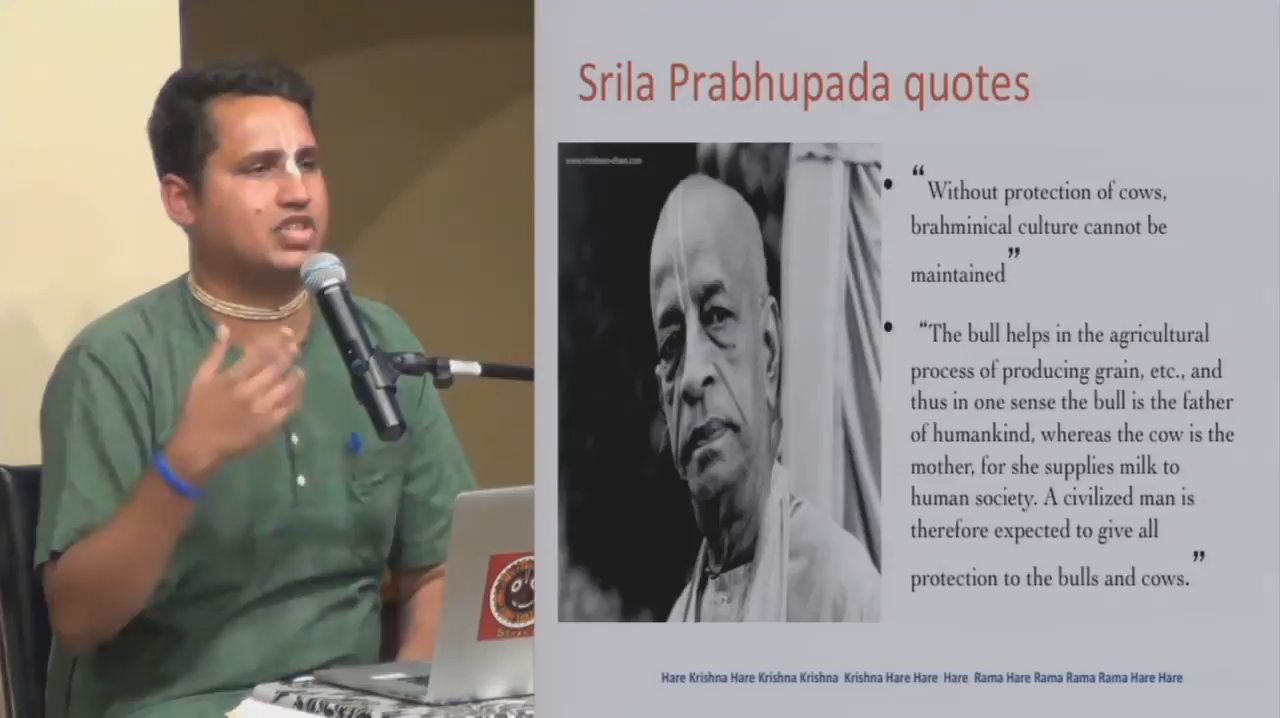 Srila Prabhupada quotes
• “Without protection of cows,
brahminical culture cannot be
maintained”
• “The bull helps in the agricultural
process of producing grain, etc., and
thus in one sense the bull is the father
of humankind, whereas the cow is the
mother, for she supplies milk to
human society. A civilized man is
therefore expected to give all
protection to the bulls and cows.”
Hare Krishna Hare Krishna Krishna Krishna Hare Hare Hare Rama Hare Rama Rama Rama Hare Hare